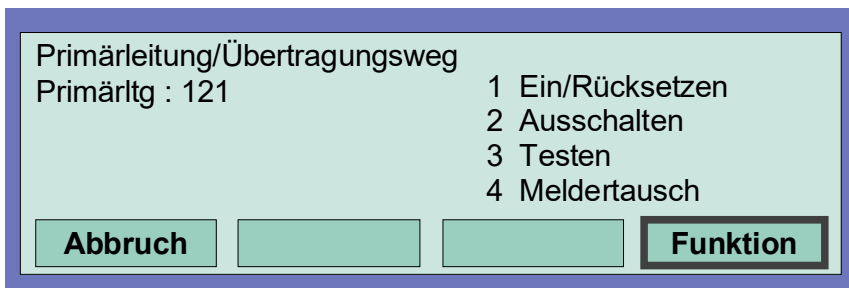 Primärleitung/Übertragungsweg
Primärltg : 121
1 Ein/Rücksetzen
2 Ausschalten
3 Testen
4 Meldertausch
Abbruch
Funktion